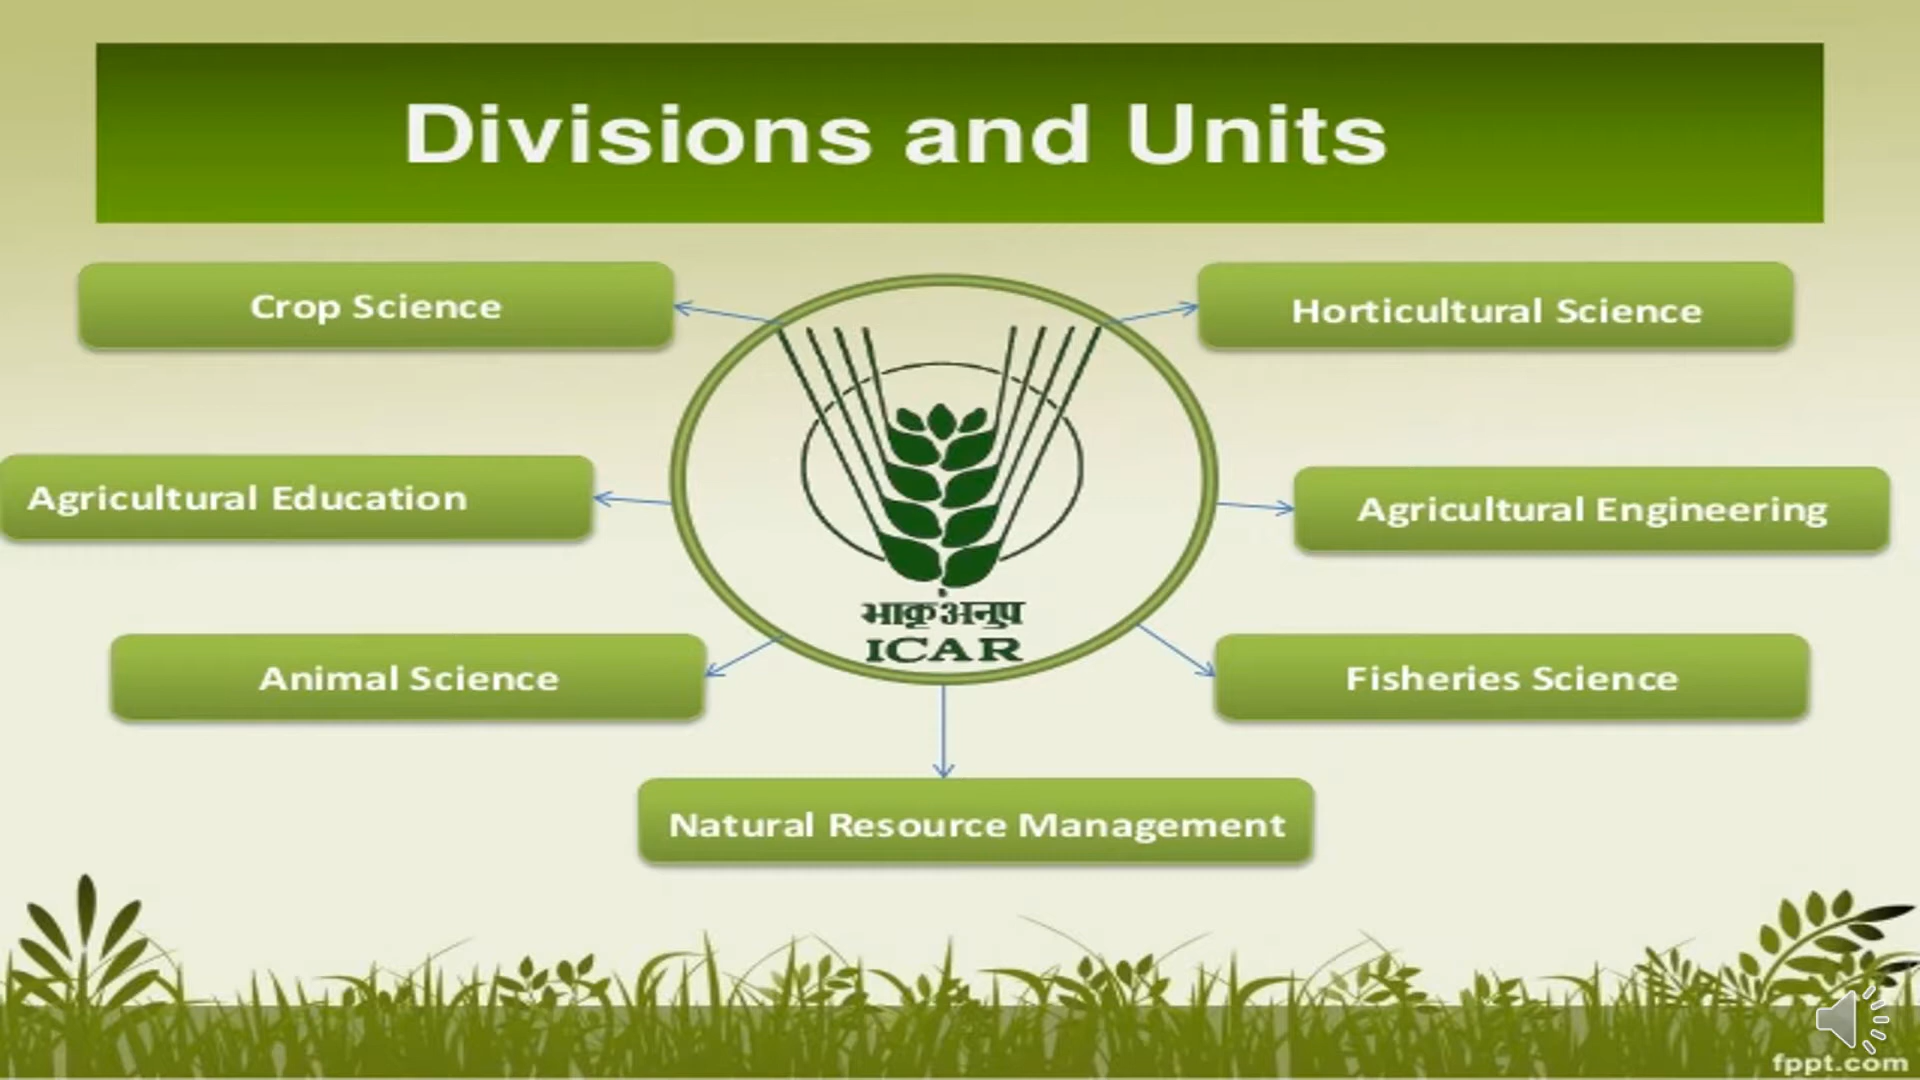 Divisions and Units
Crop Science
Horticultural Science
Agricultural Education
Agricultural Engineering
भाकृअनुप
ICAR
Animal Science
Fisheries Science
Natural Resource Management
fppt.com